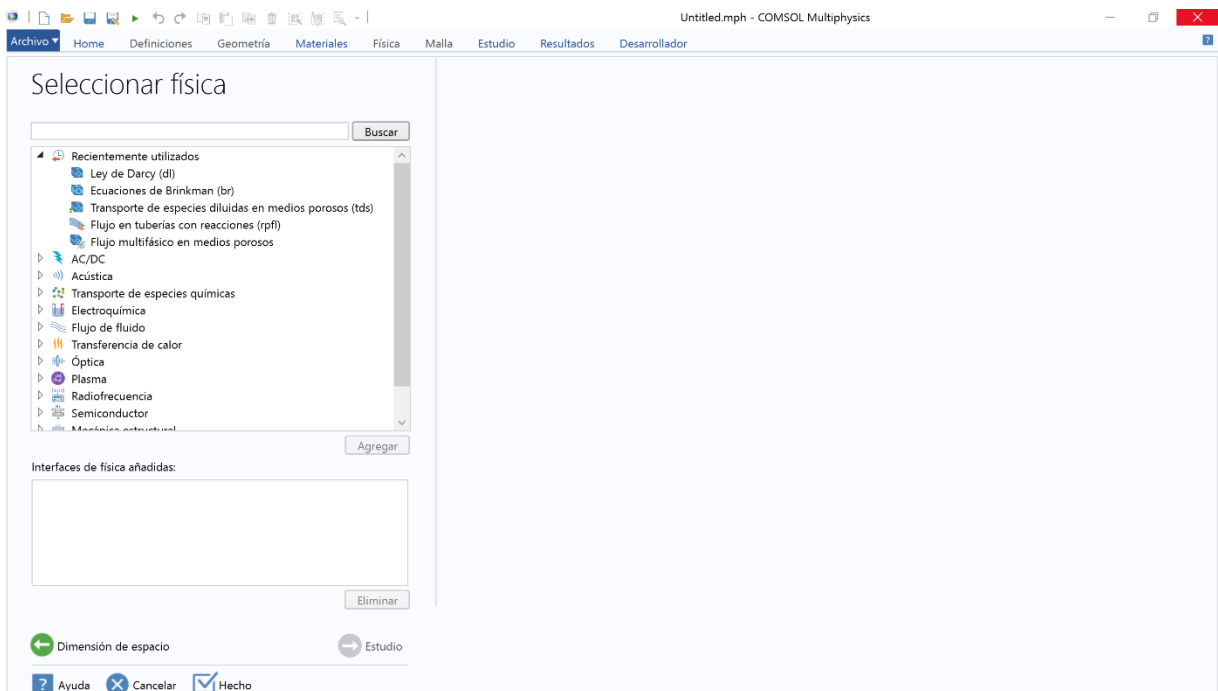 Untitled.mph - COMSOL Multiphysics
Archivo Home Definiciones Geometría Materiales Física Malla Estudio Resultados Desarrollador ?
Seleccionar física
Buscar
Recientemente utilizados
Ley de Darcy (dl)
Ecuaciones de Brinkman (br)
Transporte de especies diluidas en medios porosos (tds)
Flujo en tuberías con reacciones (rpfl)
Flujo multifásico en medios porosos
AC/DC
Acústica
Transporte de especies químicas
Electroquímica
Flujo de fluido
Transferencia de calor
Óptica
Plasma
Radiofrecuencia
Semiconductor
Mecánica estructural
Agregar
Interfaces de física añadidas:
Eliminar
Dimensión de espacio Estudio
? Ayuda Cancelar Hecho